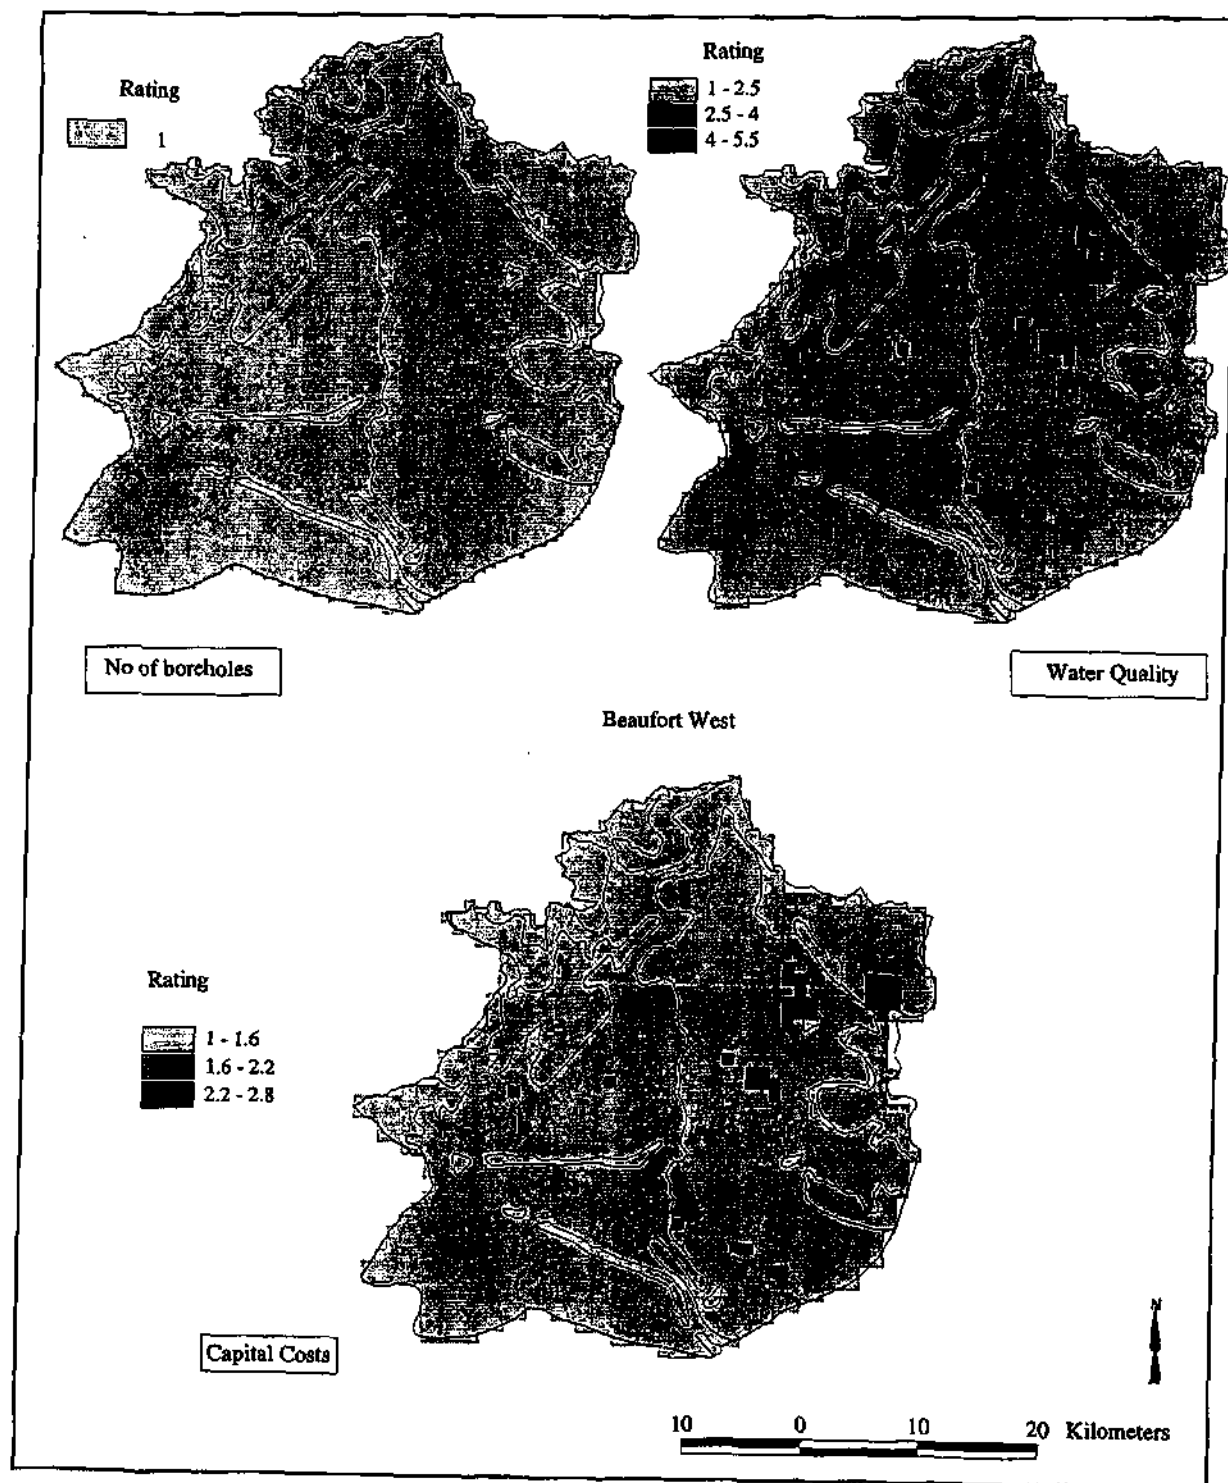 Rating
1
Rating
1 - 2.5
2.5 - 4
4 - 5.5
No of boreholes
Water Quality
Beaufort West
Rating
1 - 1.6
1.6 - 2.2
2.2 - 2.8
Capital Costs
N
10 0 10 20 Kilometers